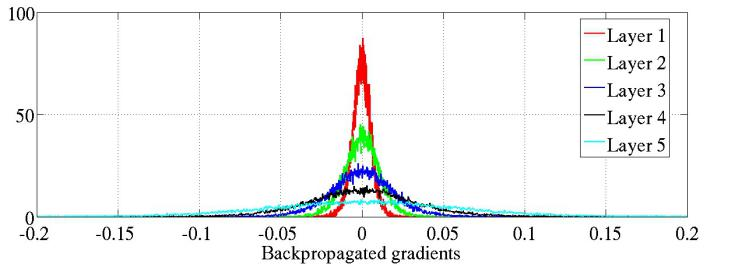 100
Layer 1
Layer 2
50
Layer 3
Layer 4
Layer 5
0
-0.2 -0.15 -0.1 -0.05 0 0.05 0.1 0.15 0.2
Backpropagated gradients